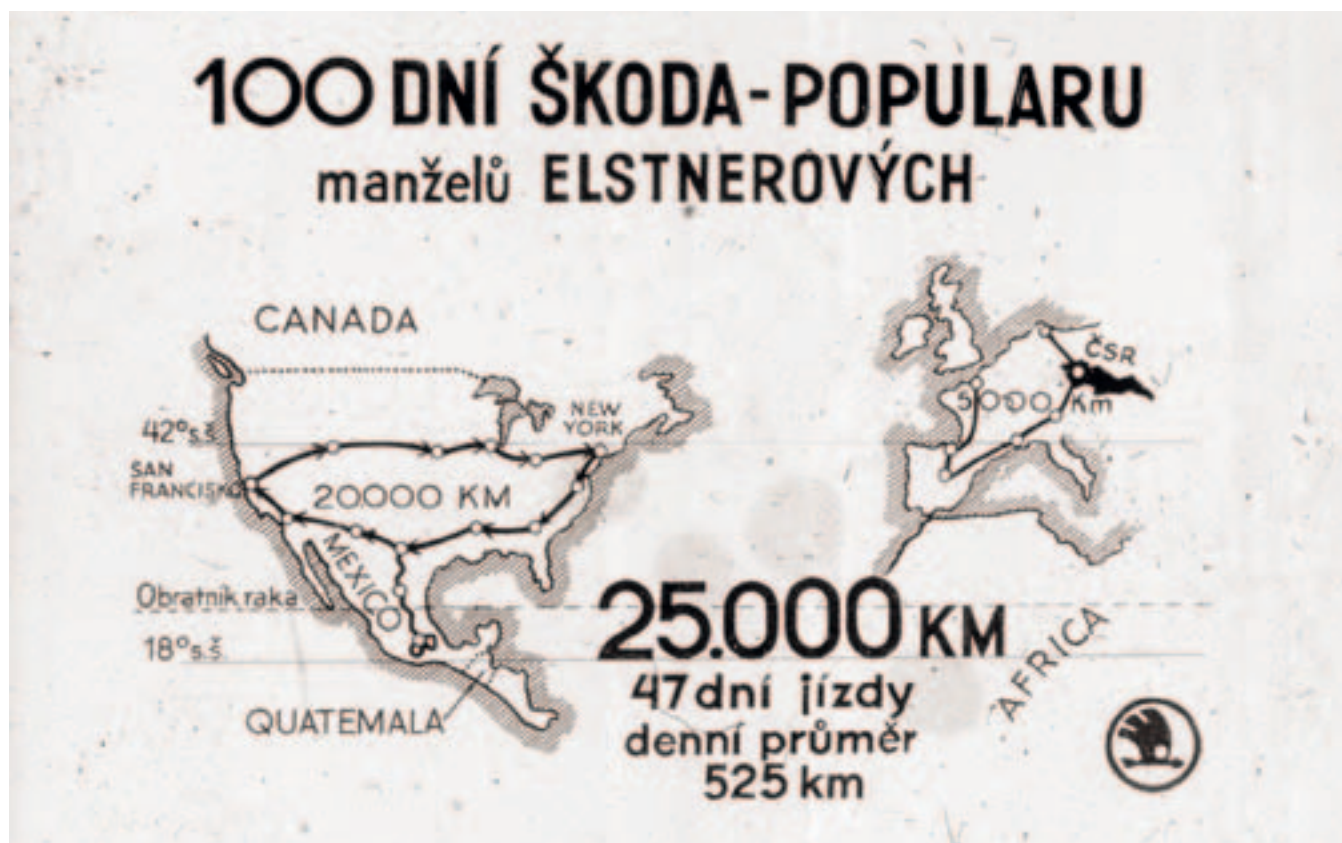 100 DNÍ ŠKODA-POPULARU
manželů ELSTNEROVÝCH
CANADA
NEW
YORK
42°s.š.
SAN
FRANCISKO
20000 KM
MEXICO
Obratník raka
18°s.š.
QUATEMALA
ČSR
5000 Km
25.000 KM
47 dní jízdy
denní průměr
525 km
AFRICA